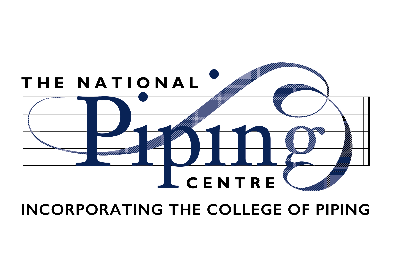 THE NATIONAL
Piping
CENTRE
INCORPORATING THE COLLEGE OF PIPING